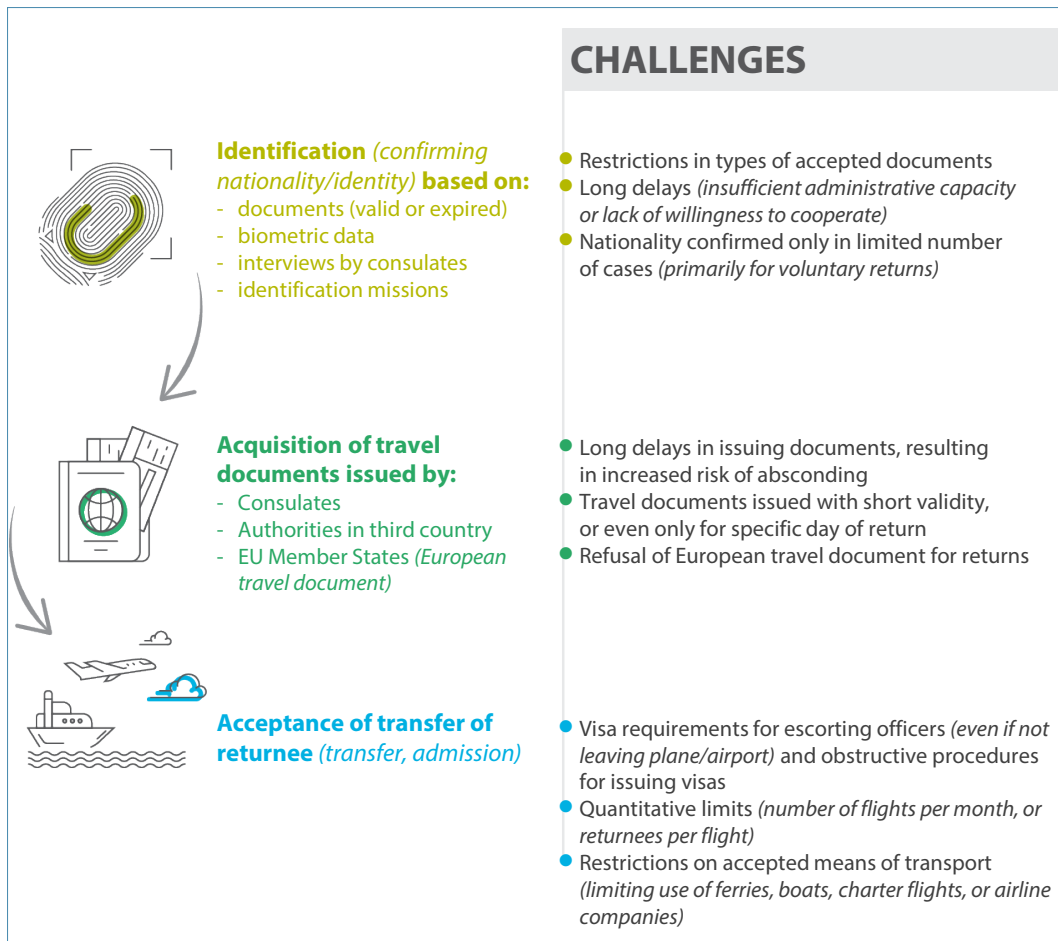 CHALLENGES
Identification (confirming
nationality/identity) based on:
- documents (valid or expired)
- biometric data
- interviews by consulates
- identification missions
Restrictions in types of accepted documents
Long delays (insufficient administrative capacity
or lack of willingness to cooperate)
Nationality confirmed only in limited number
of cases (primarily for voluntary returns)
Acquisition of travel
documents issued by:
- Consulates
- Authorities in third country
- EU Member States (European
travel document)
Long delays in issuing documents, resulting
in increased risk of absconding
Travel documents issued with short validity,
or even only for specific day of return
Refusal of European travel document for returns
Acceptance of transfer of
returnee (transfer, admission)
Visa requirements for escorting officers (even if not
leaving plane/airport) and obstructive procedures
for issuing visas
Quantitative limits (number of flights per month, or
returnees per flight)
Restrictions on accepted means of transport
(limiting use of ferries, boats, charter flights, or airline
companies)